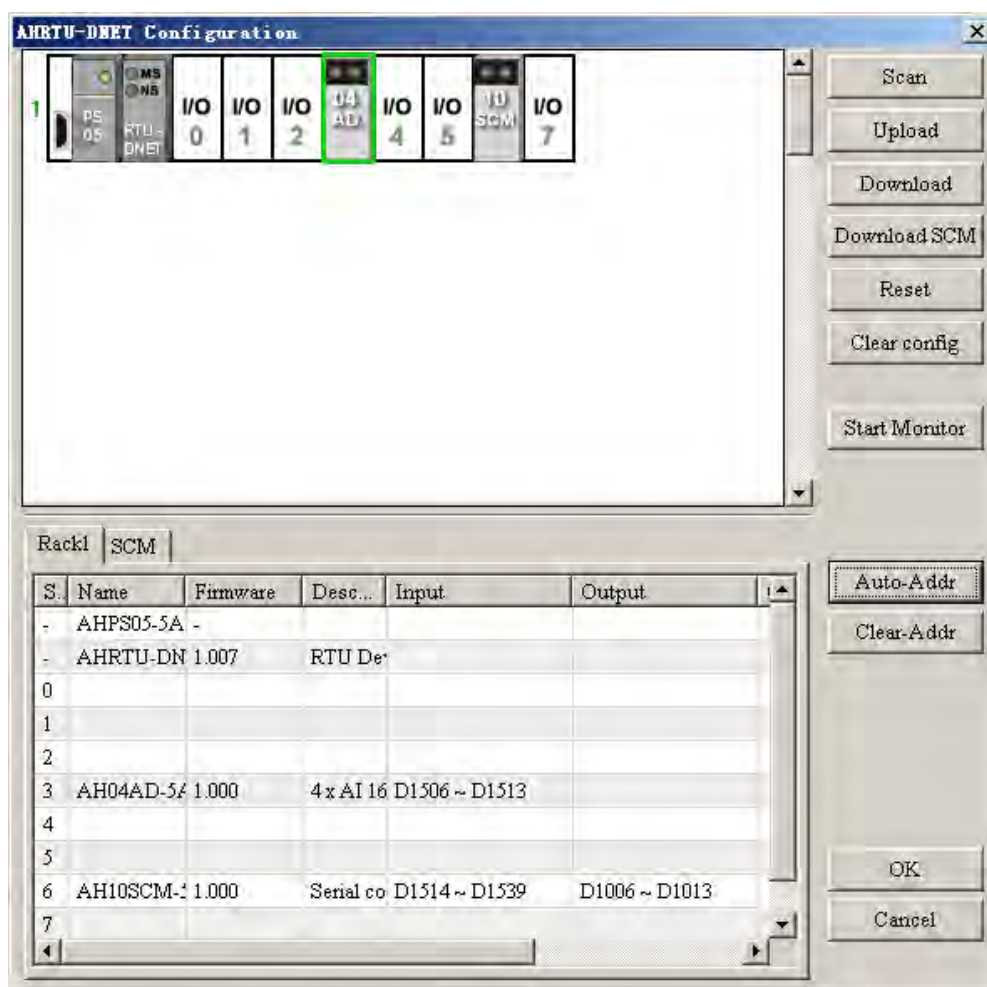 AHRTU-DNET Configuration
1 PS 05 MS NS RTU-DNET I/O 0 I/O 1 I/O 2 04 AD I/O 4 I/O 5 10 SCM I/O 7
Scan
Upload
Download
Download SCM
Reset
Clear config
Start Monitor
Rack1 SCM
S.. Name Firmware Desc... Input Output
- AHPS05-5A -
- AHRTU-DN 1.007 RTU De
0
1
2
3 AH04AD-5A 1.000 4 x AI 16 D1506 ~ D1513
4
5
6 AH10SCM-5 1.000 Serial co D1514 ~ D1539 D1006 ~ D1013
7
Auto-Addr
Clear-Addr
OK
Cancel